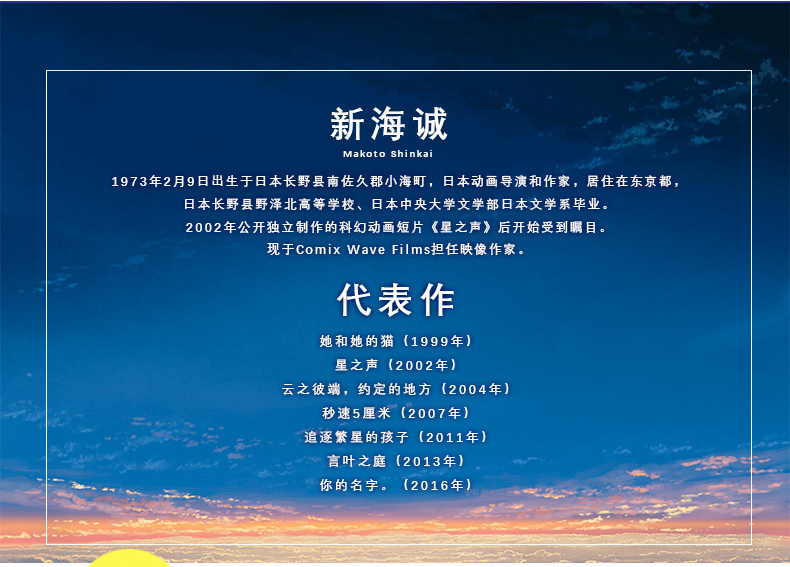 新海诚
Makoto Shinkai
1973年2月9日出生于日本长野县南佐久郡小海町，日本动画导演和作家，居住在东京都，
日本长野县野泽北高等学校、日本中央大学文学部日本文学系毕业。
2002年公开独立制作的科幻动画短片《星之声》后开始受到瞩目。
现于Comix Wave Films担任映像作家。
代表作
她和她的猫（1999年）
星之声（2002年）
云之彼端，约定的地方（2004年）
秒速5厘米（2007年）
追逐繁星的孩子（2011年）
言叶之庭（2013年）
你的名字。（2016年）